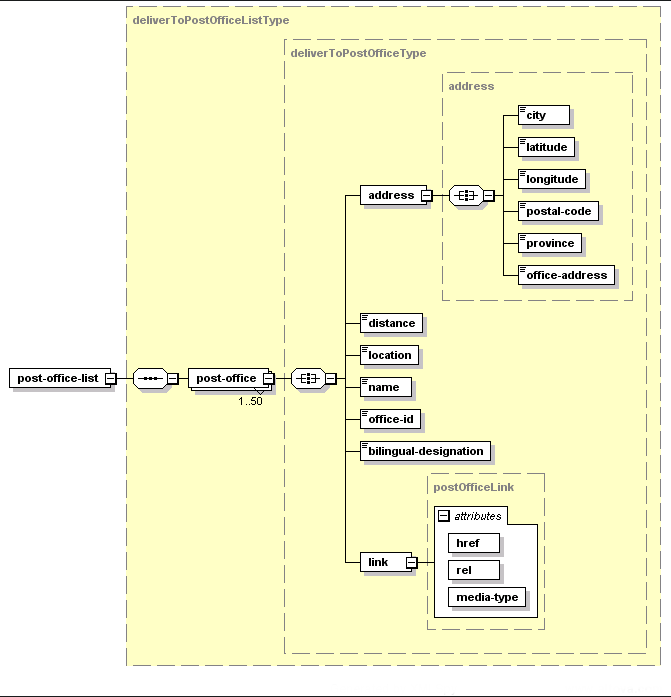 deliverToPostOfficeListType
deliverToPostOfficeType
address
city
latitude
longitude
address
postal-code
province
office-address
distance
location
post-office-list
post-office
name
1..50
office-id
bilingual-designation
postOfficeLink
attributes
href
link
rel
media-type